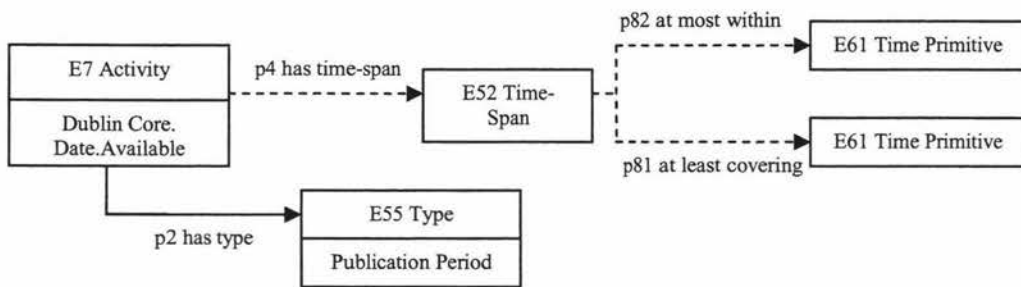 p82 at most within
E61 Time Primitive
E7 Activity
p4 has time-span
E52 Time-
Span
Dublin Core.
Date.Available
E61 Time Primitive
p81 at least covering
E55 Type
p2 has type
Publication Period